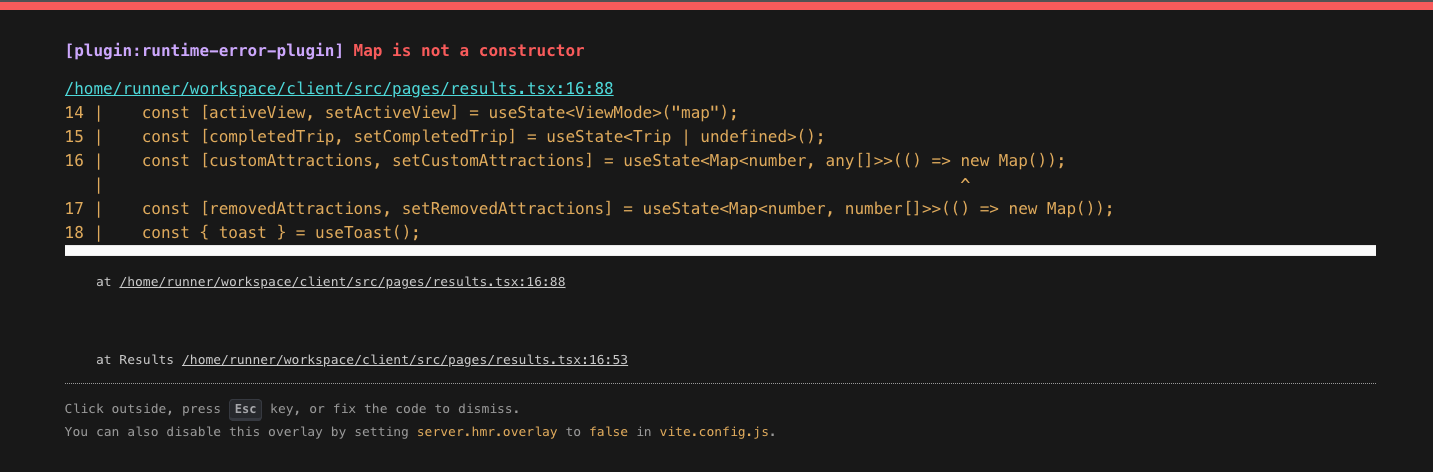 [plugin:runtime-error-plugin] Map is not a constructor
/home/runner/workspace/client/src/pages/results.tsx:16:88
14 |    const [activeView, setActiveView] = useState<ViewMode>("map");
15 |    const [completedTrip, setCompletedTrip] = useState<Trip | undefined>();
16 |    const [customAttractions, setCustomAttractions] = useState<Map<number, any[]>>(() => new Map());
   |                                                                                         ^
17 |    const [removedAttractions, setRemovedAttractions] = useState<Map<number, number[]>>(() => new Map());
18 |    const { toast } = useToast();
at /home/runner/workspace/client/src/pages/results.tsx:16:88
at Results /home/runner/workspace/client/src/pages/results.tsx:16:53
Click outside, press Esc key, or fix the code to dismiss.
You can also disable this overlay by setting server.hmr.overlay to false in vite.config.js.